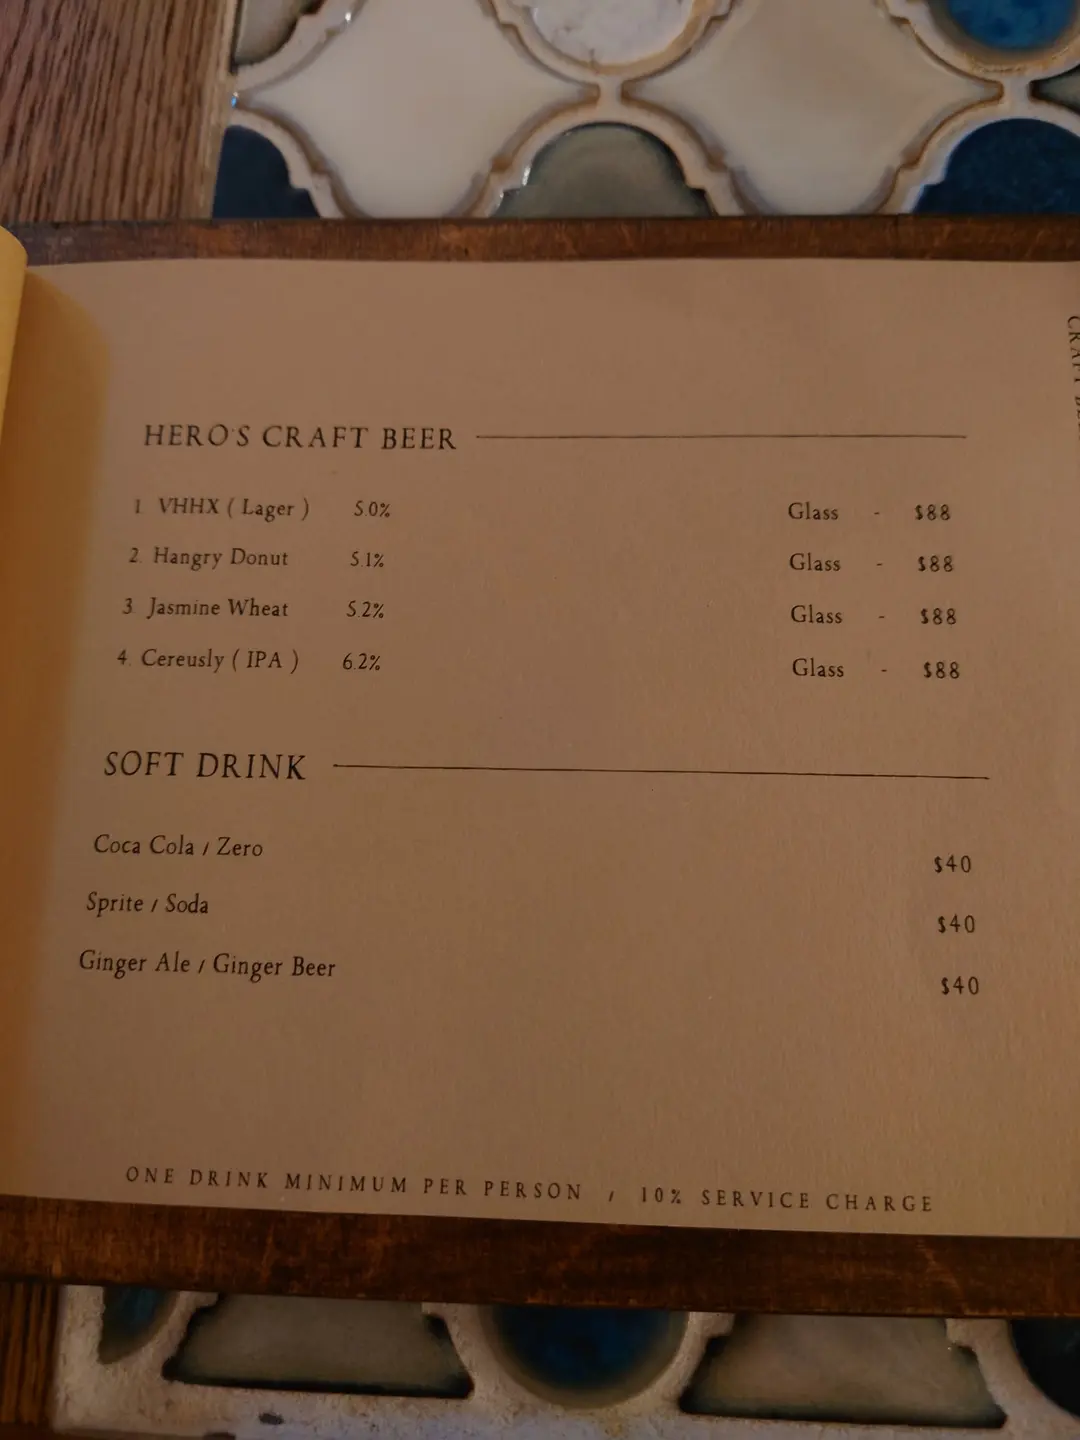 HERO'S CRAFT BEER
1. VHHX ( Lager ) 5.0% Glass - $88
2. Hangry Donut 5.1% Glass - $88
3. Jasmine Wheat 5.2% Glass - $88
4. Cereusly ( IPA ) 6.2% Glass - $88
SOFT DRINK
Coca Cola / Zero $40
Sprite / Soda $40
Ginger Ale / Ginger Beer $40
ONE DRINK MINIMUM PER PERSON / 10% SERVICE CHARGE
CRAFT